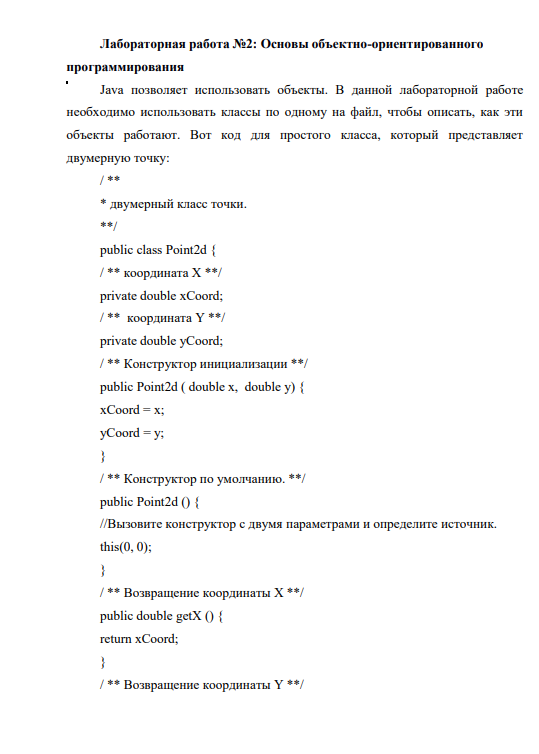 Лабораторная работа №2: Основы объектно-ориентированного
программирования
Java позволяет использовать объекты. В данной лабораторной работе
необходимо использовать классы по одному на файл, чтобы описать, как эти
объекты работают. Вот код для простого класса, который представляет
двумерную точку:
/ **
* двумерный класс точки.
**/
public class Point2d {
/ ** координата X **/
private double xCoord;
/ ** координата Y **/
private double yCoord;
/ ** Конструктор инициализации **/
public Point2d ( double x, double y) {
xCoord = x;
yCoord = y;
}
/ ** Конструктор по умолчанию. **/
public Point2d () {
//Вызовите конструктор с двумя параметрами и определите источник.
this(0, 0);
}
/ ** Возвращение координаты X **/
public double getX () {
return xCoord;
}
/ ** Возвращение координаты Y **/